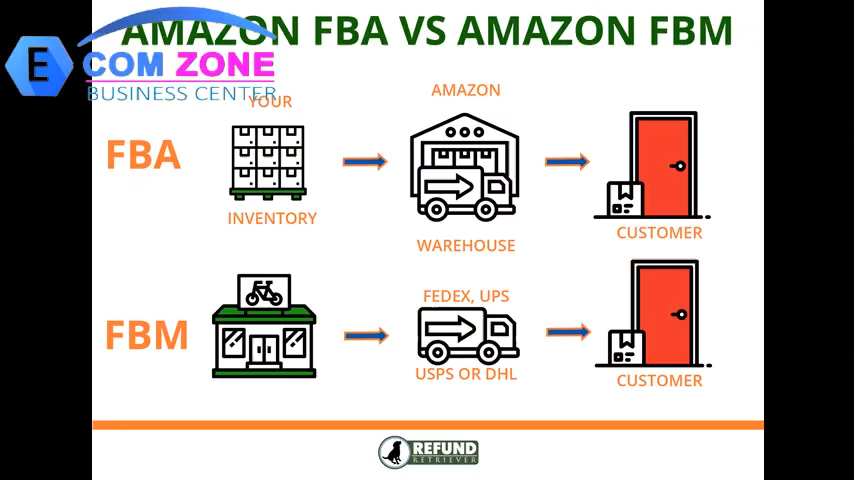 AMAZON FBA VS AMAZON FBM
E COM ZONE
BUSINESS CENTER
YOUR
AMAZON
FBA
INVENTORY
WAREHOUSE
CUSTOMER
FEDEX, UPS
FBM
USPS OR DHL
CUSTOMER
REFUND
RETRIEVER